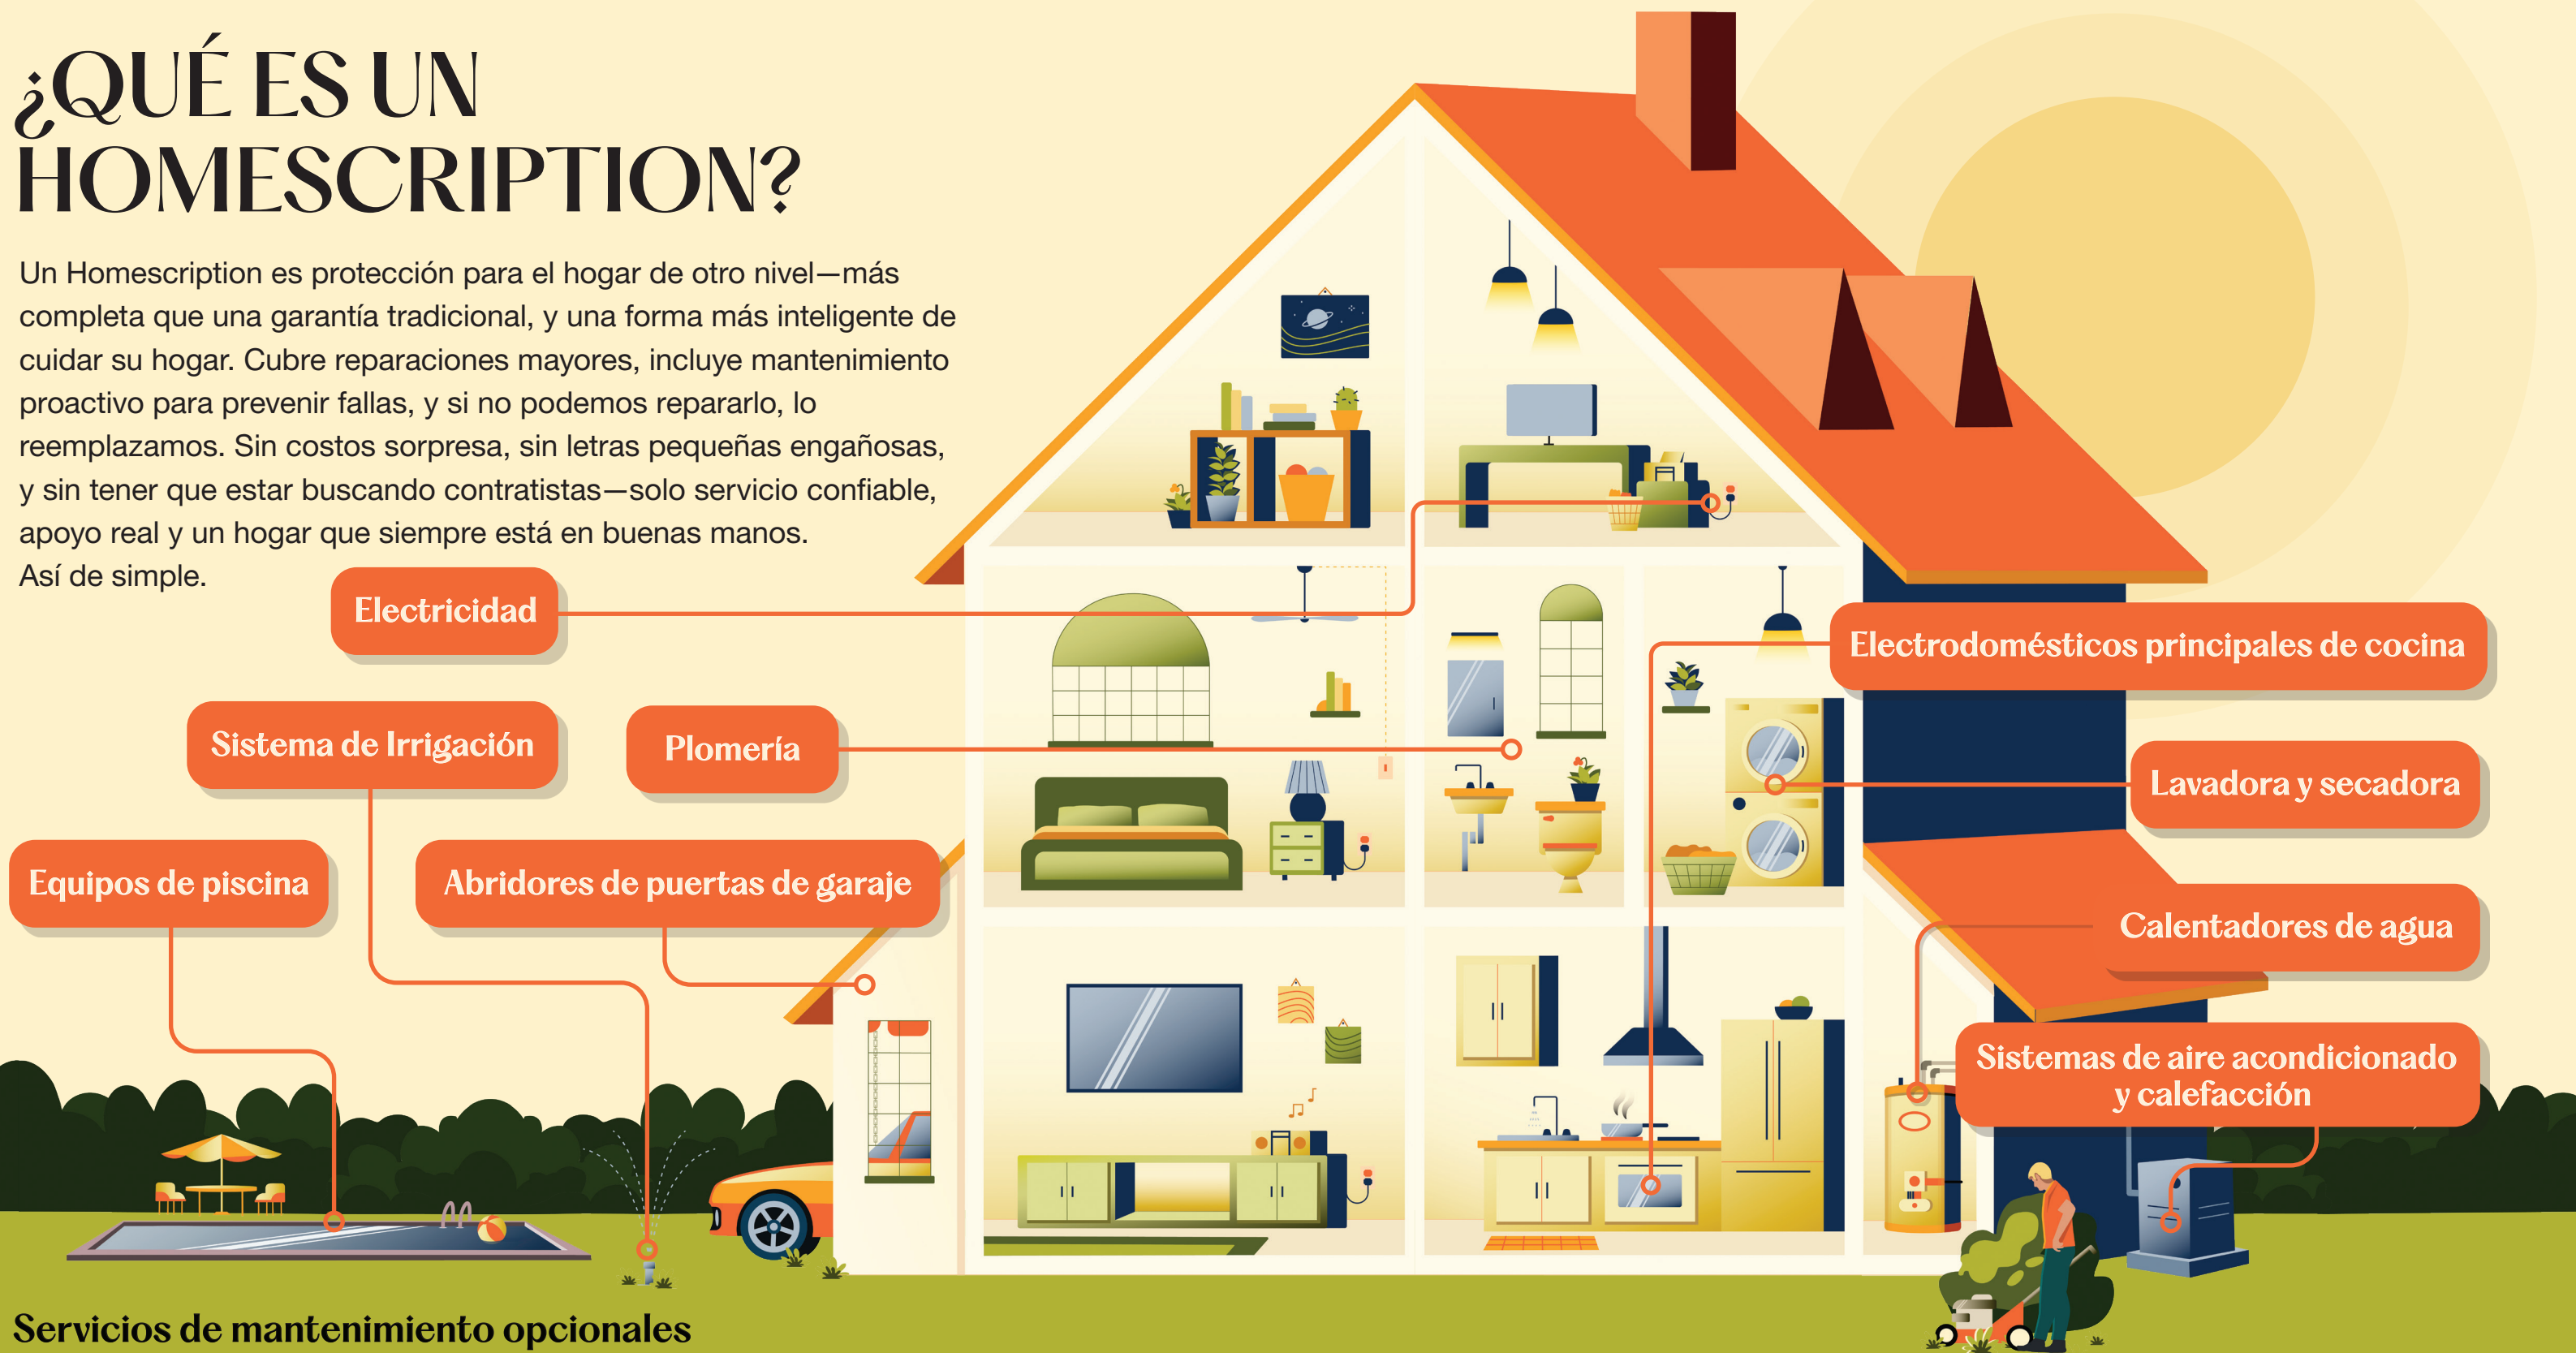 ¿QUÉ ES UN
HOMESCRIPTION?
Un Homescription es protección para el hogar de otro nivel—más
completa que una garantía tradicional, y una forma más inteligente de
cuidar su hogar. Cubre reparaciones mayores, incluye mantenimiento
proactivo para prevenir fallas, y si no podemos repararlo, lo
reemplazamos. Sin costos sorpresa, sin letras pequeñas engañosas,
y sin tener que estar buscando contratistas—solo servicio confiable,
apoyo real y un hogar que siempre está en buenas manos.
Así de simple.
Electricidad
Electrodomésticos principales de cocina
Sistema de Irrigación
Plomería
Lavadora y secadora
Equipos de piscina
Abridores de puertas de garaje
Calentadores de agua
Sistemas de aire acondicionado
y calefacción
Servicios de mantenimiento opcionales